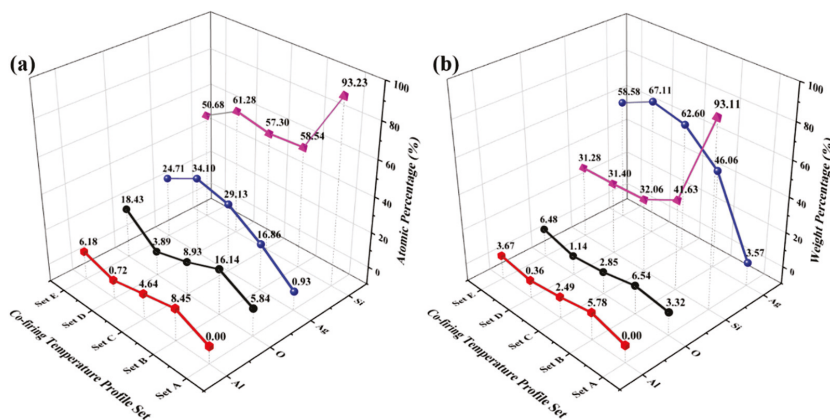 (a)
100
80
60
40
20
0
Atomic Percentage (%)
50.68
61.28
57.30
58.54
93.23
24.71
34.10
29.13
16.86
0.93
18.43
3.89
8.93
16.14
5.84
6.18
0.72
4.64
8.45
0.00
Set E
Set D
Set C
Set B
Set A
Co-firing Temperature Profile Set
Al
O
Ag
Si
(b)
100
80
60
40
20
0
Weight Percentage (%)
58.58
67.11
62.60
46.06
3.57
31.28
31.40
32.06
41.63
93.11
6.48
1.14
2.85
6.54
3.32
3.67
0.36
2.49
5.78
0.00
Set E
Set D
Set C
Set B
Set A
Co-firing Temperature Profile Set
Al
O
Si
Ag